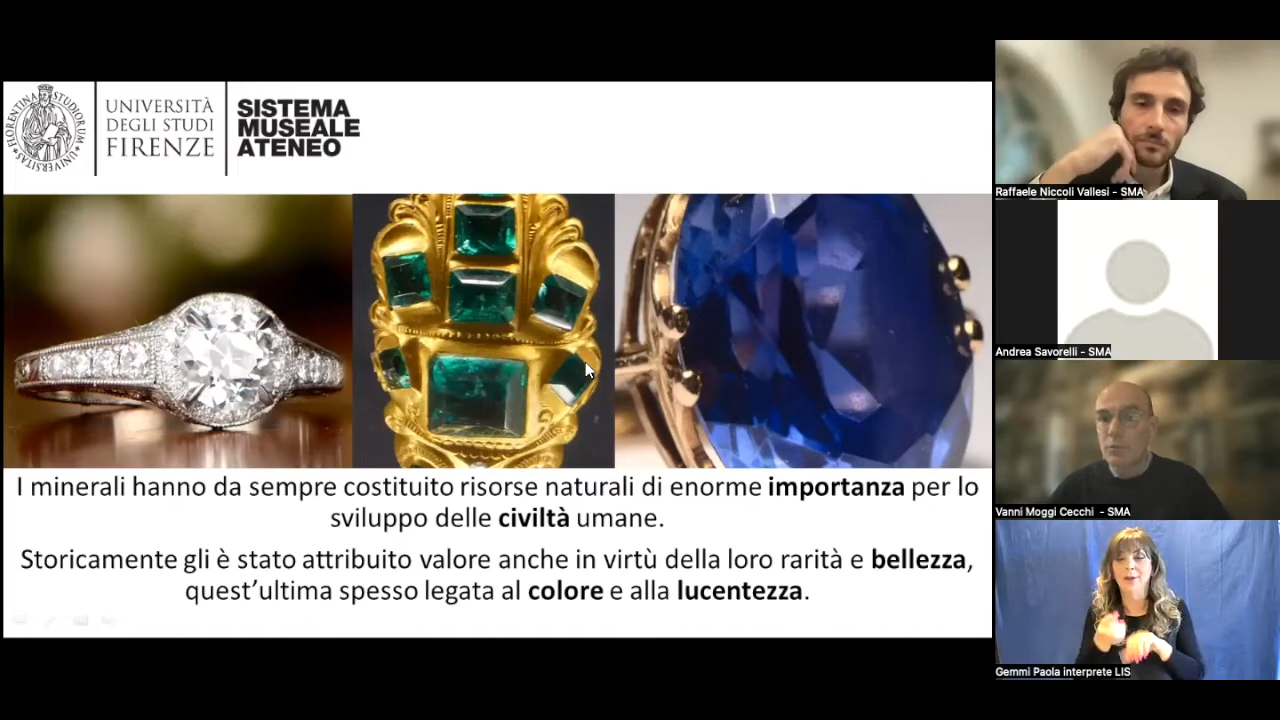 FLORENTINA STUDIORUM UNIVERSITAS
UNIVERSITÀ
DEGLI STUDI
FIRENZE
SISTEMA
MUSEALE
ATENEO
I minerali hanno da sempre costituito risorse naturali di enorme importanza per lo
sviluppo delle civiltà umane.
Storicamente gli è stato attribuito valore anche in virtù della loro rarità e bellezza,
quest’ultima spesso legata al colore e alla lucentezza.
Raffaele Niccoli Vallesi - SMA
Andrea Savorelli - SMA
Vanni Moggi Cecchi - SMA
Gemmi Paola interprete LIS